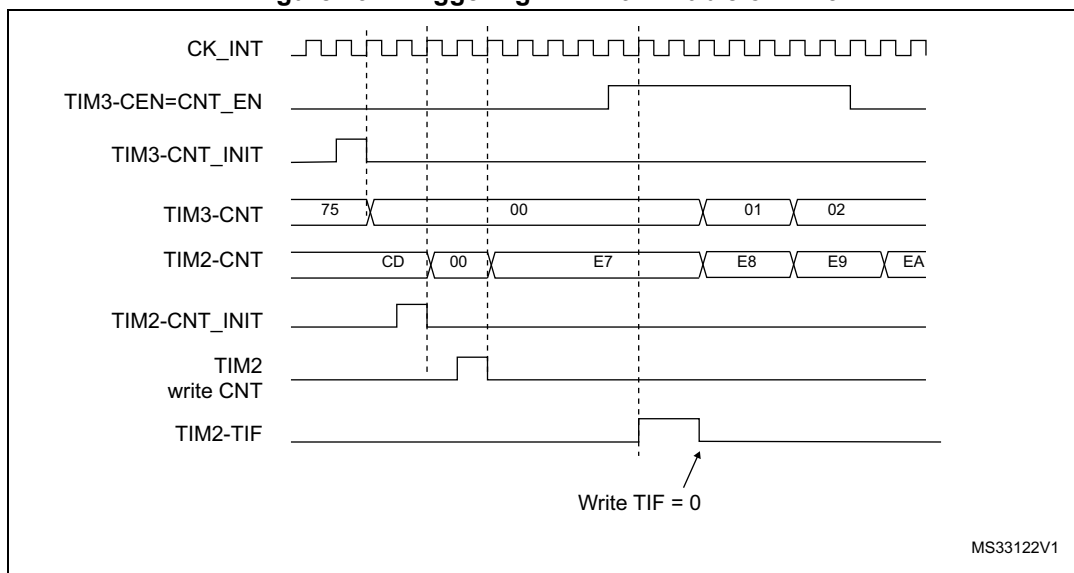 CK_INT
TIM3-CEN=CNT_EN
TIM3-CNT_INIT
TIM3-CNT 75 00 01 02
TIM2-CNT CD 00 E7 E8 E9 EA
TIM2-CNT_INIT
TIM2
write CNT
TIM2-TIF
Write TIF = 0
MS33122V1